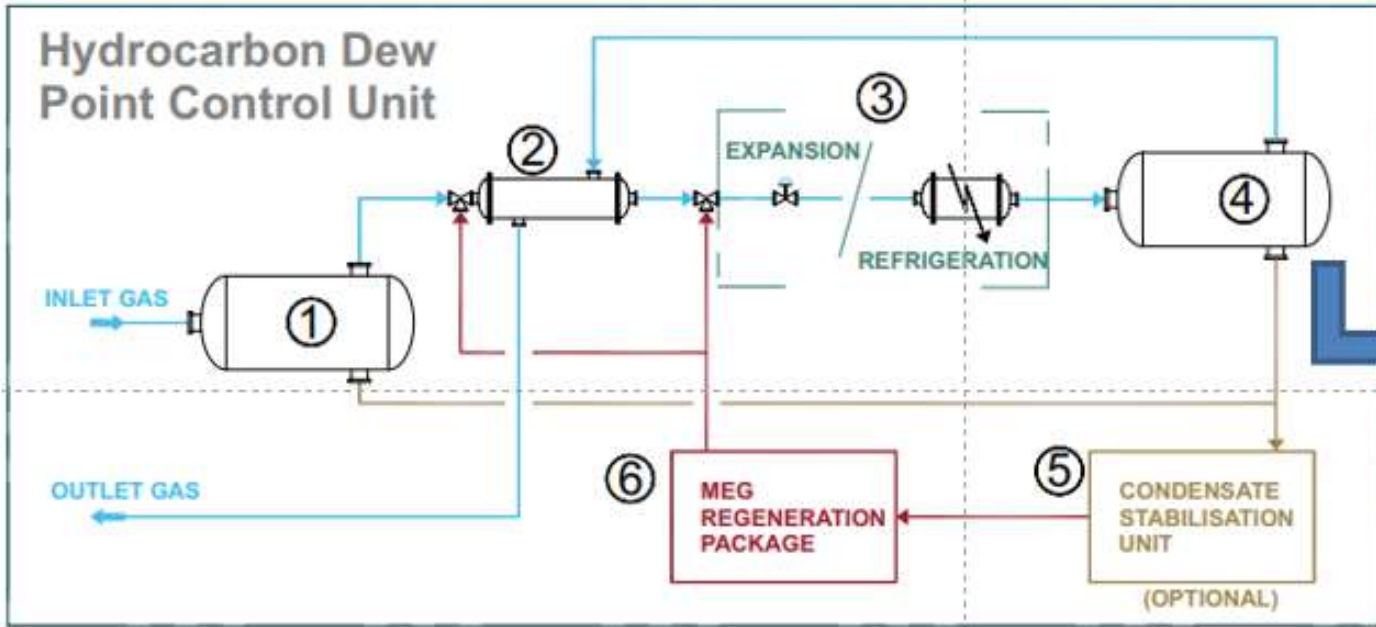 Hydrocarbon Dew
Point Control Unit
②
③
EXPANSION
④
REFRIGERATION
INLET GAS
①
OUTLET GAS
⑥
MEG
REGENERATION
PACKAGE
⑤
CONDENSATE
STABILISATION
UNIT
(OPTIONAL)